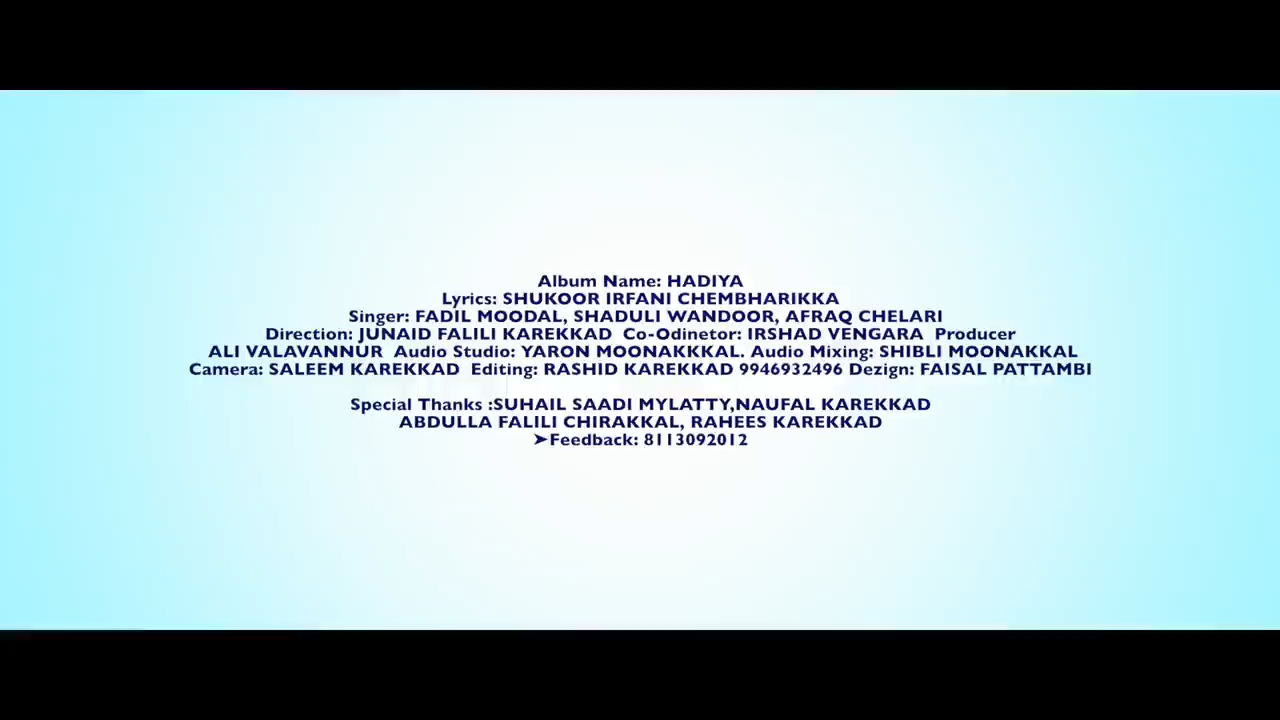 Album Name: HADIYA
Lyrics: SHUKOOR IRFANI CHEMBHARIKKA
Singer: FADIL MOODAL, SHADULI WANDOOR, AFRAQ CHELARI
Direction: JUNAID FALILI KAREKKAD  Co-Odinetor: IRSHAD VENGARA  Producer
ALI VALAVANNUR  Audio Studio: YARON MOONAKKKAL. Audio Mixing: SHIBLI MOONAKKAL
Camera: SALEEM KAREKKAD  Editing: RASHID KAREKKAD 9946932496 Dezign: FAISAL PATTAMBI
Special Thanks :SUHAIL SAADI MYLATTY,NAUFAL KAREKKAD
ABDULLA FALILI CHIRAKKAL, RAHEES KAREKKAD
➤Feedback: 8113092012